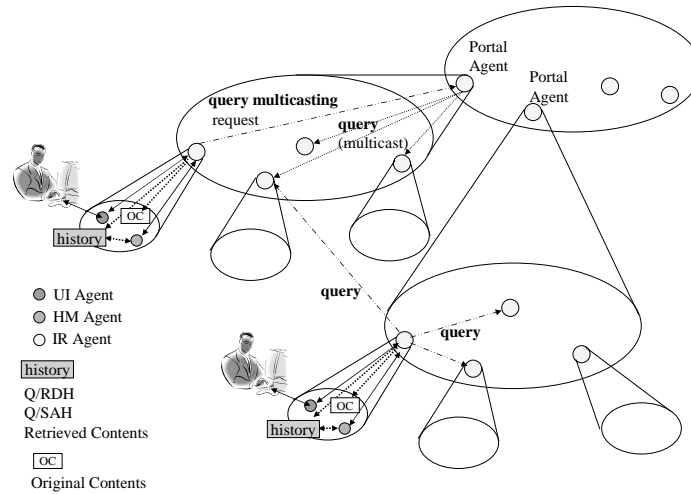 Portal
Agent
Portal
Agent
query multicasting
request
query
(multicast)
OC
history
query
UI Agent
HM Agent
IR Agent
history
Q/RDH
Q/SAH
Retrieved Contents
OC
Original Contents
query
OC
history